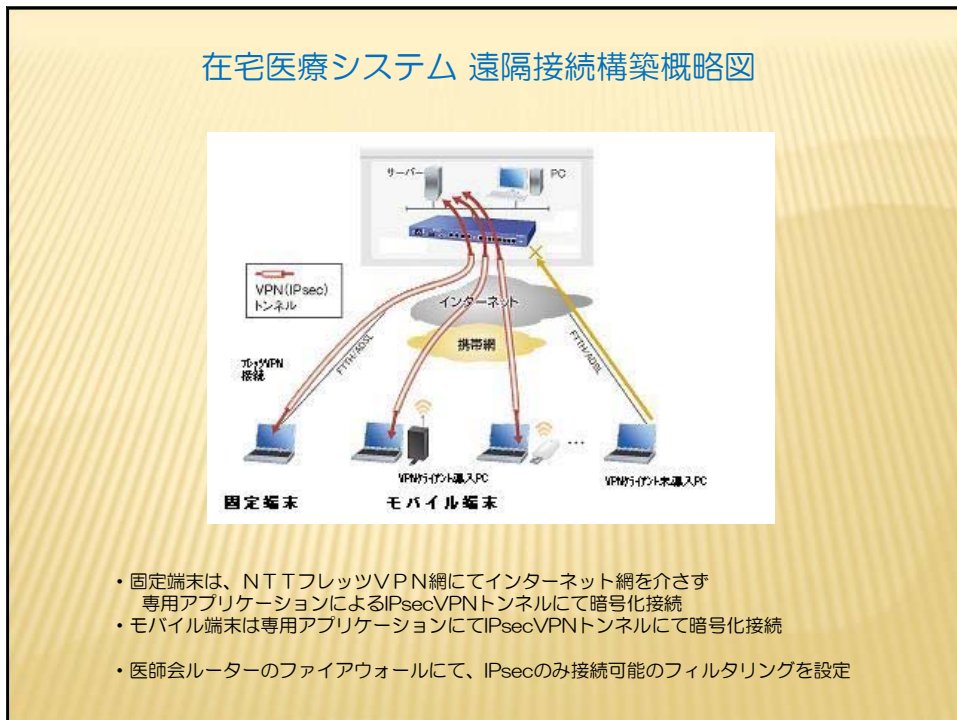 在宅医療システム 遠隔接続構築概略図
サーバー
PC
VPN(IPsec)
トンネル
インターネット
携帯網
FTTH/ADSL
FTTH/ADSL
フレッツVPN
接続
・・・
VPNクライアント導入PC
VPNクライアント未導入PC
固定端末
モバイル端末
・固定端末は、NTTフレッツVPN網にてインターネット網を介さず
専用アプリケーションによるIPsecVPNトンネルにて暗号化接続
・モバイル端末は専用アプリケーションにてIPsecVPNトンネルにて暗号化接続
・医師会ルーターのファイアウォールにて、IPsecのみ接続可能のフィルタリングを設定